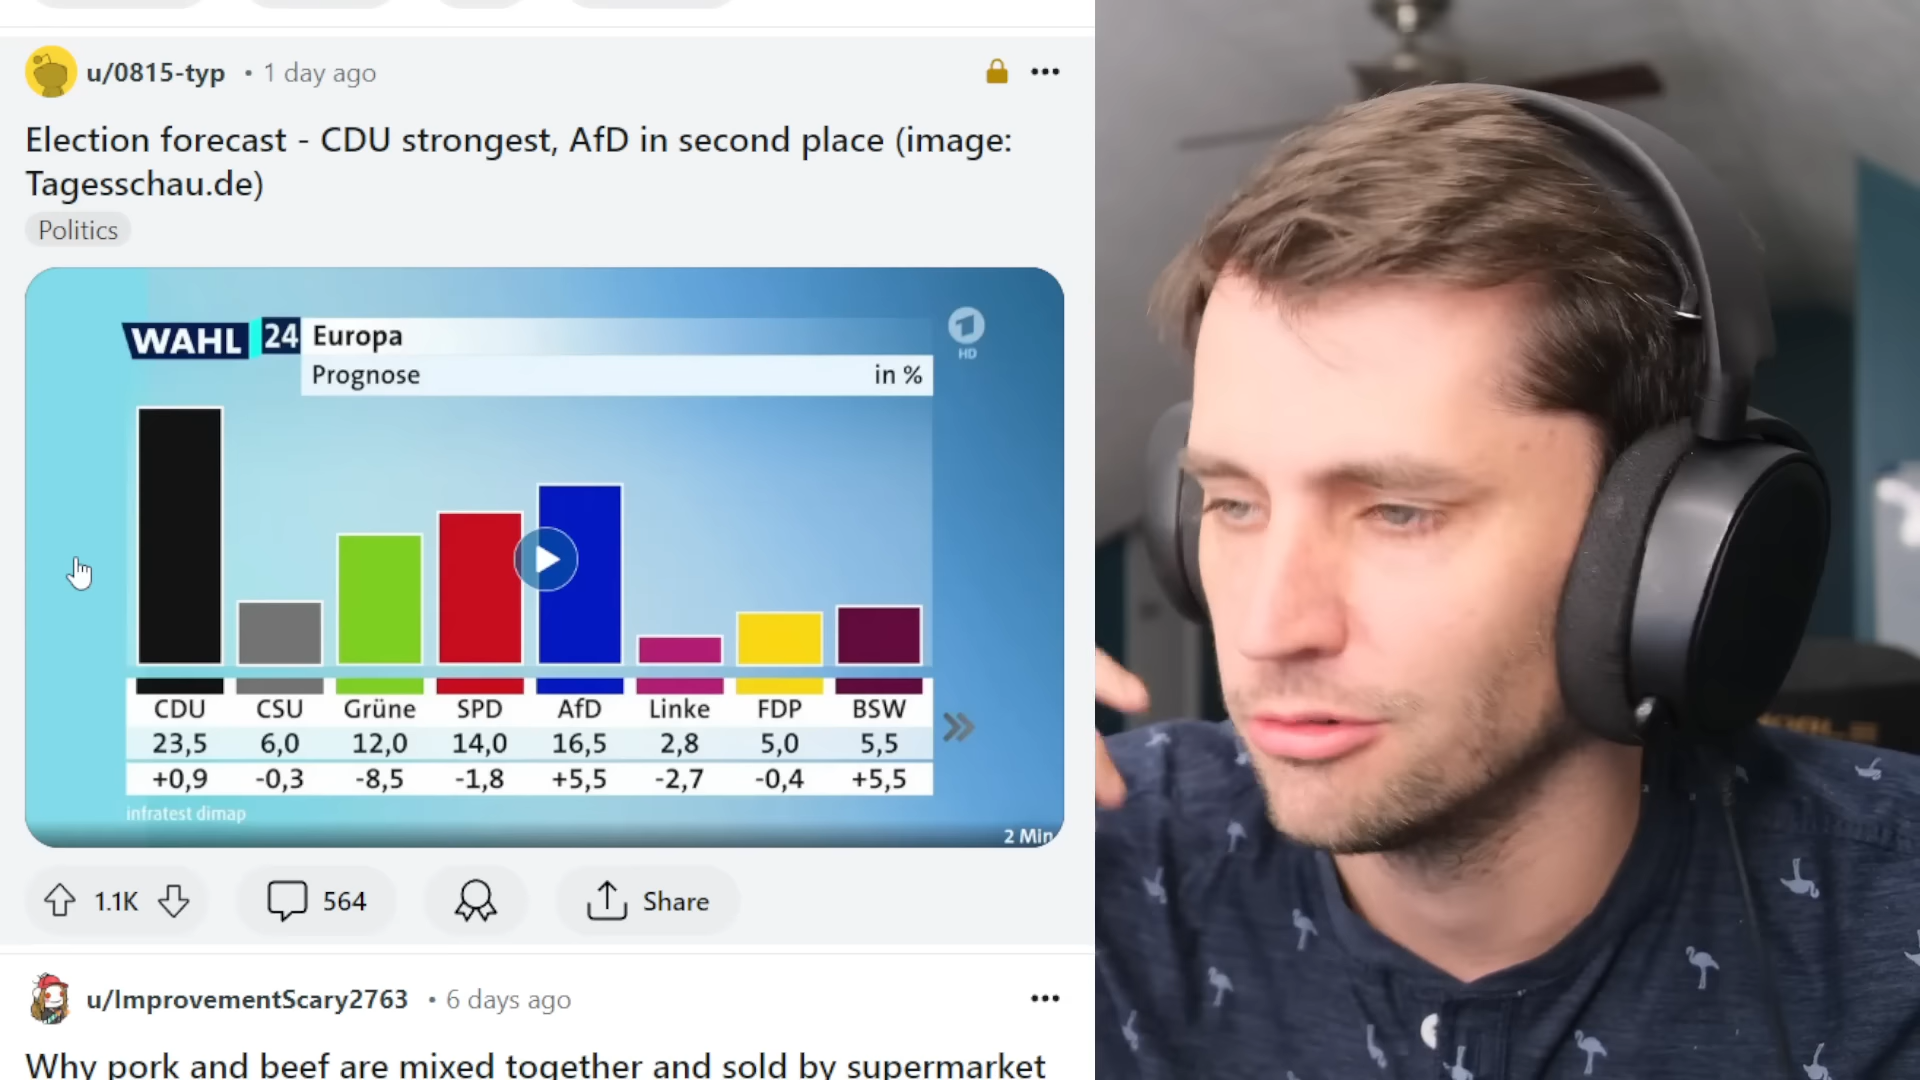 u/0815-typ • 1 day ago
Election forecast - CDU strongest, AfD in second place (image:
Tagesschau.de)
Politics
WAHL 24 Europa
Prognose in %
1
HD
CDU CSU Grüne SPD AfD Linke FDP BSW
23,5 6,0 12,0 14,0 16,5 2,8 5,0 5,5
+0,9 -0,3 -8,5 -1,8 +5,5 -2,7 -0,4 +5,5
infratest dimap
2 Min
1.1K 564 Share
u/ImprovementScary2763 • 6 days ago
Why pork and beef are mixed together and sold by supermarket